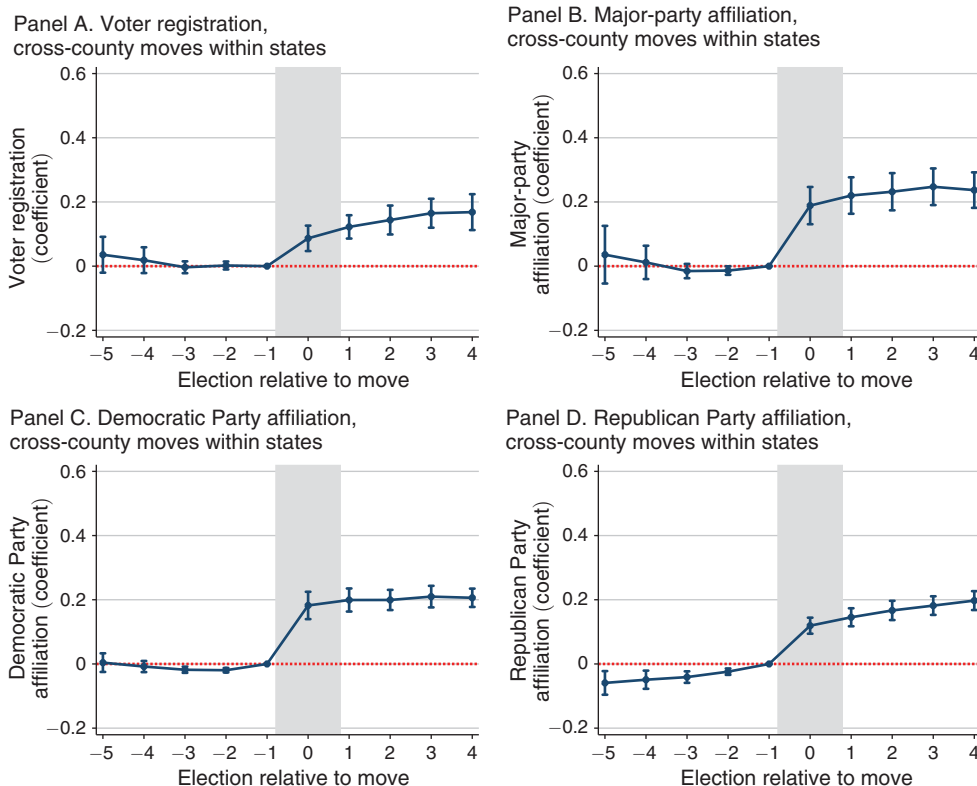 Panel A. Voter registration,
cross-county moves within states
Voter registration
(coefficient)
0.6
0.4
0.2
0
−0.2
−5 −4 −3 −2 −1 0 1 2 3 4
Election relative to move
Panel B. Major-party affiliation,
cross-county moves within states
Major-party
affiliation (coefficient)
0.6
0.4
0.2
0
−0.2
−5 −4 −3 −2 −1 0 1 2 3 4
Election relative to move
Panel C. Democratic Party affiliation,
cross-county moves within states
Democratic Party
affiliation (coefficient)
0.6
0.4
0.2
0
−0.2
−5 −4 −3 −2 −1 0 1 2 3 4
Election relative to move
Panel D. Republican Party affiliation,
cross-county moves within states
Republican Party
affiliation (coefficient)
0.6
0.4
0.2
0
−0.2
−5 −4 −3 −2 −1 0 1 2 3 4
Election relative to move